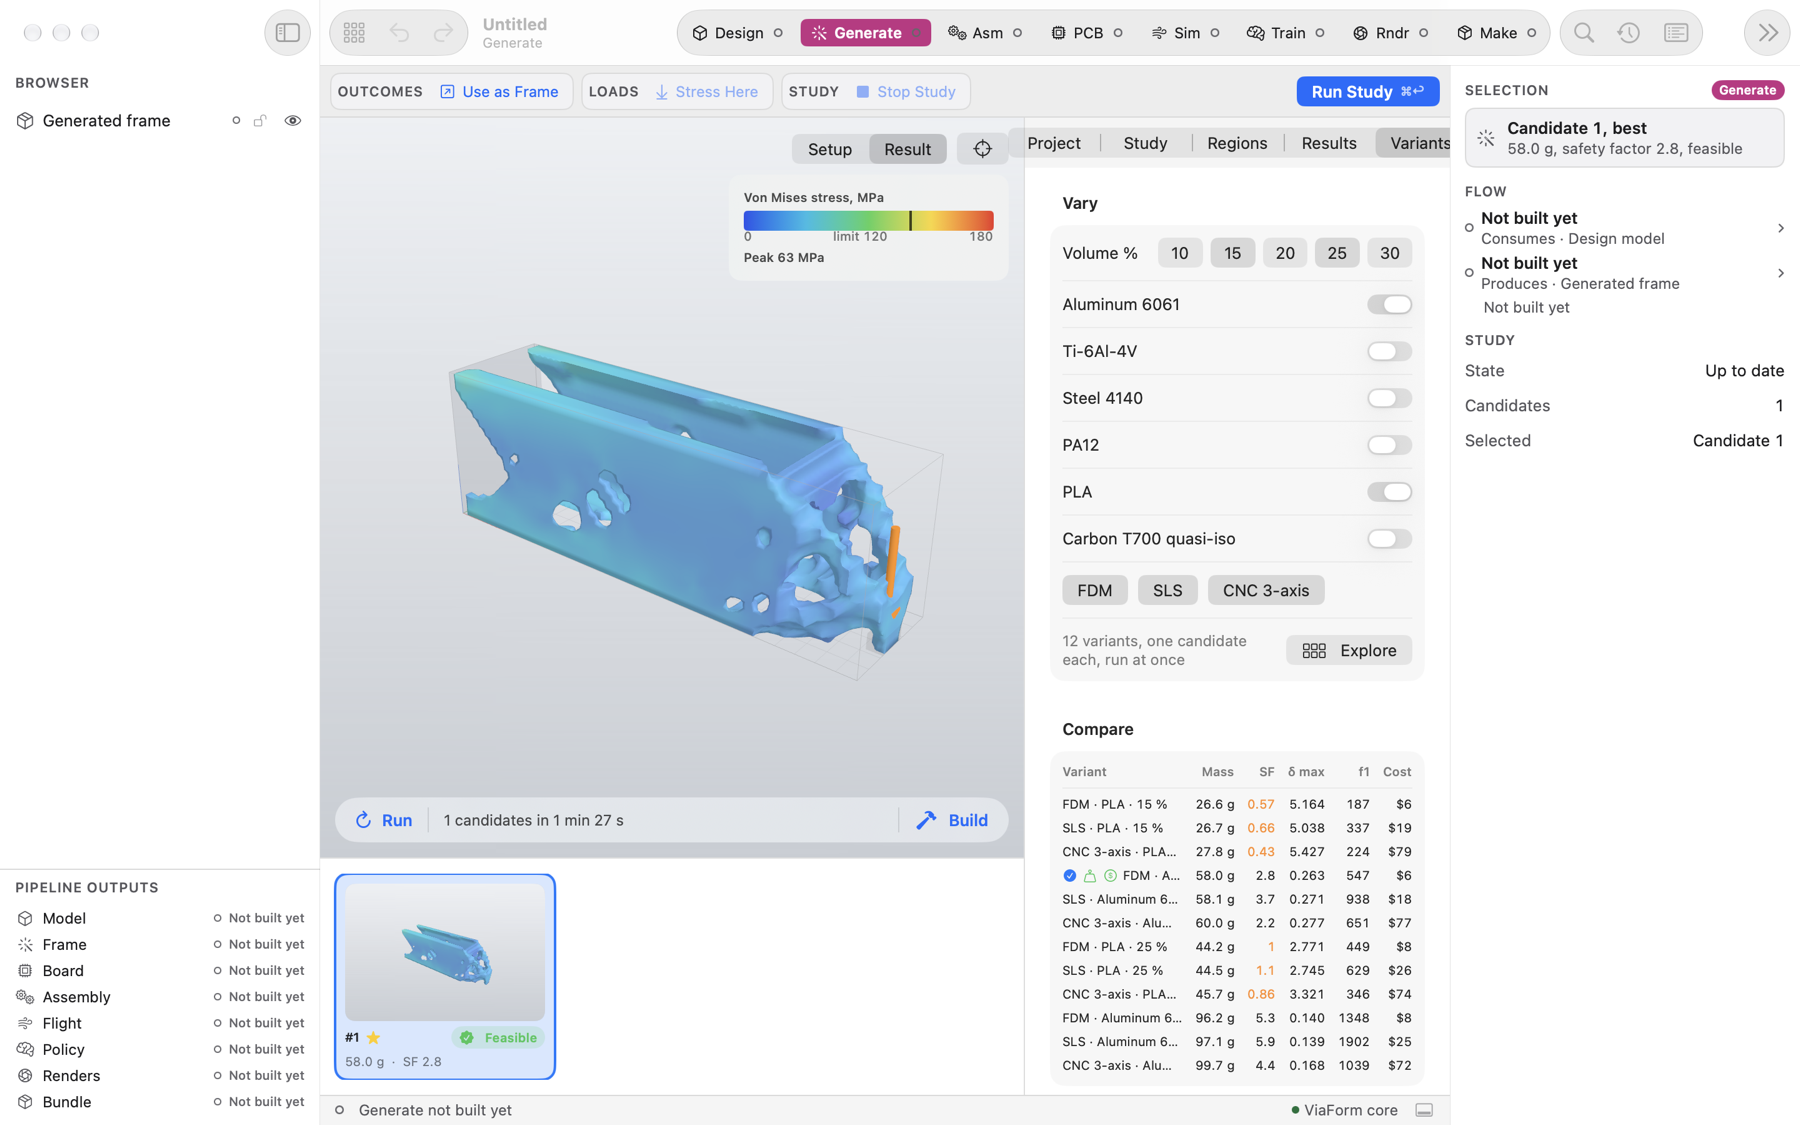 Untitled
Generate
Design
Generate
Asm
PCB
Sim
Train
Rndr
Make
BROWSER
Generated frame
OUTCOMES
Use as Frame
LOADS
Stress Here
STUDY
Stop Study
Run Study ⌘↩
Setup
Result
Von Mises stress, MPa
0
limit 120
180
Peak 63 MPa
Run
1 candidates in 1 min 27 s
Build
#1
Feasible
58.0 g · SF 2.8
Project
Study
Regions
Results
Variants
Vary
Volume % 10 15 20 25 30
Aluminum 6061
Ti-6Al-4V
Steel 4140
PA12
PLA
Carbon T700 quasi-iso
FDM
SLS
CNC 3-axis
12 variants, one candidate
each, run at once
Explore
Compare
Variant Mass SF δ max f1 Cost
FDM · PLA · 15 % 26.6 g 0.57 5.164 187 $6
SLS · PLA · 15 % 26.7 g 0.66 5.038 337 $19
CNC 3-axis · PLA... 27.8 g 0.43 5.427 224 $79
FDM · A... 58.0 g 2.8 0.263 547 $6
SLS · Aluminum 6... 58.1 g 3.7 0.271 938 $18
CNC 3-axis · Alu... 60.0 g 2.2 0.277 651 $77
FDM · PLA · 25 % 44.2 g 1 2.771 449 $8
SLS · PLA · 25 % 44.5 g 1.1 2.745 629 $26
CNC 3-axis · PLA... 45.7 g 0.86 3.321 346 $74
FDM · Aluminum 6... 96.2 g 5.3 0.140 1348 $8
SLS · Aluminum 6... 97.1 g 5.9 0.139 1902 $25
CNC 3-axis · Alu... 99.7 g 4.4 0.168 1039 $72
SELECTION
Generate
Candidate 1, best
58.0 g, safety factor 2.8, feasible
FLOW
Not built yet
Consumes · Design model
Not built yet
Produces · Generated frame
Not built yet
STUDY
State Up to date
Candidates 1
Selected Candidate 1
PIPELINE OUTPUTS
Model Not built yet
Frame Not built yet
Board Not built yet
Assembly Not built yet
Flight Not built yet
Policy Not built yet
Renders Not built yet
Bundle Not built yet
Generate not built yet
ViaForm core